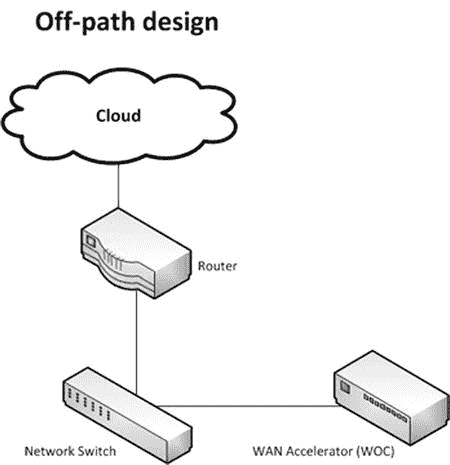 Off-path design
Cloud
Router
Network Switch
WAN Accelerator (WOC)